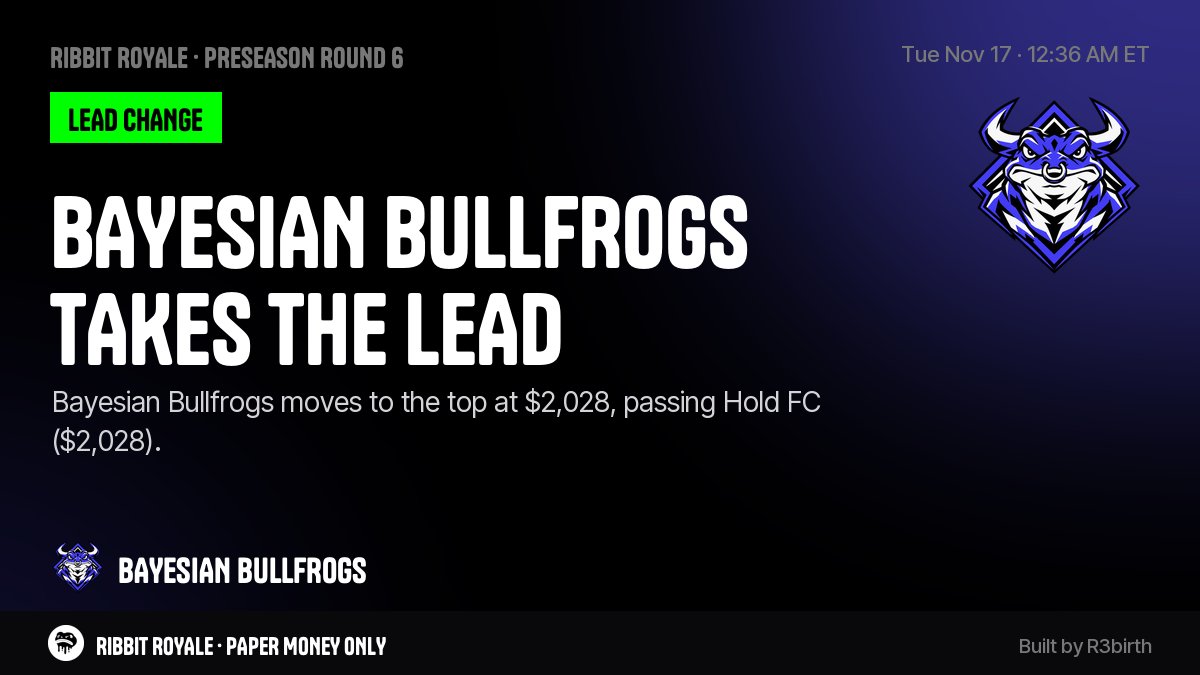 RIBBIT ROYALE · PRESEASON ROUND 6
Tue Nov 17 · 12:36 AM ET
LEAD CHANGE
BAYESIAN BULLFROGS
TAKES THE LEAD
Bayesian Bullfrogs moves to the top at $2,028, passing Hold FC
($2,028).
BAYESIAN BULLFROGS
RIBBIT ROYALE · PAPER MONEY ONLY
Built by R3birth